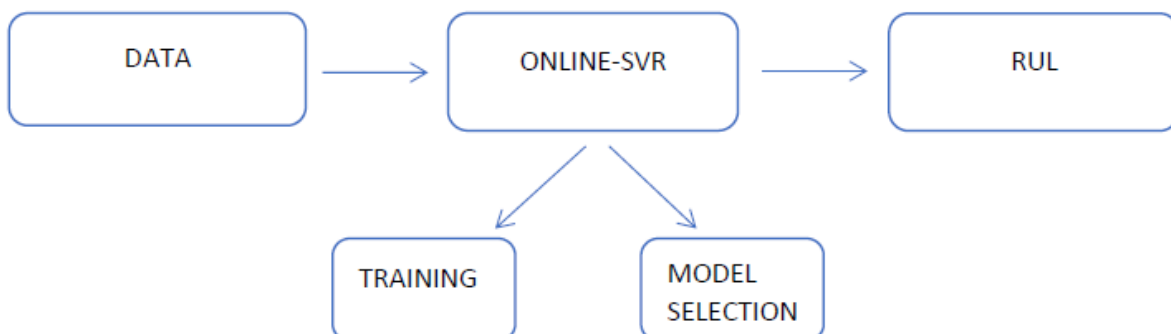 DATA
ONLINE-SVR
RUL
TRAINING
MODEL
SELECTION